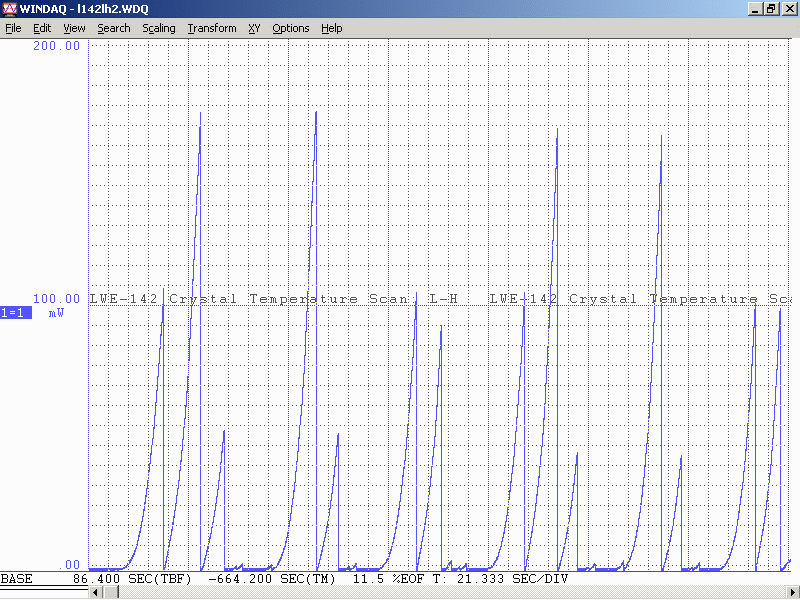 WINDAQ - l142lh2.WDQ
File Edit View Search Scaling Transform XY Options Help
200.00
100.00 LWE-142 Crystal Temperature Scan L-H LWE-142 Crystal Temperature Sca
1=1 mW
.00
BASE 86.400 SEC(TBF) -664.200 SEC(TM) 11.5 %EOF T: 21.333 SEC/DIV